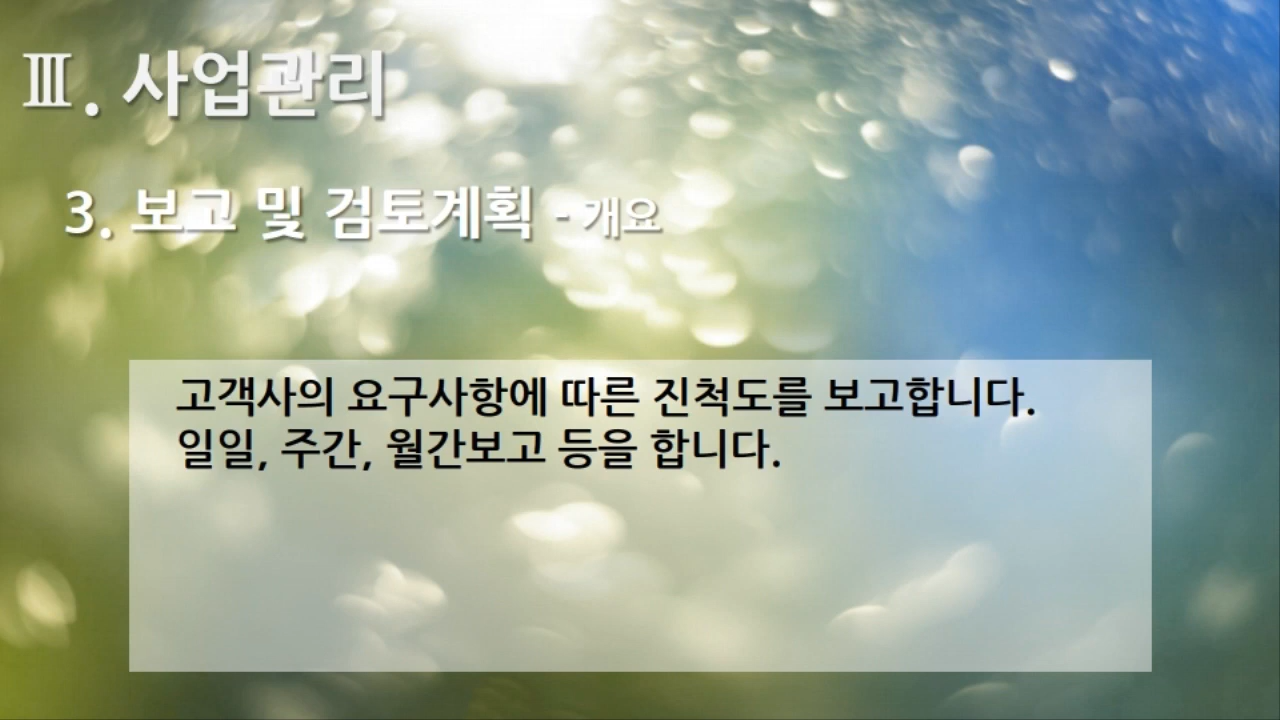 Ⅲ. 사업관리
3. 보고 및 검토계획 - 개요
고객사의 요구사항에 따른 진척도를 보고합니다.
일일, 주간, 월간보고 등을 합니다.